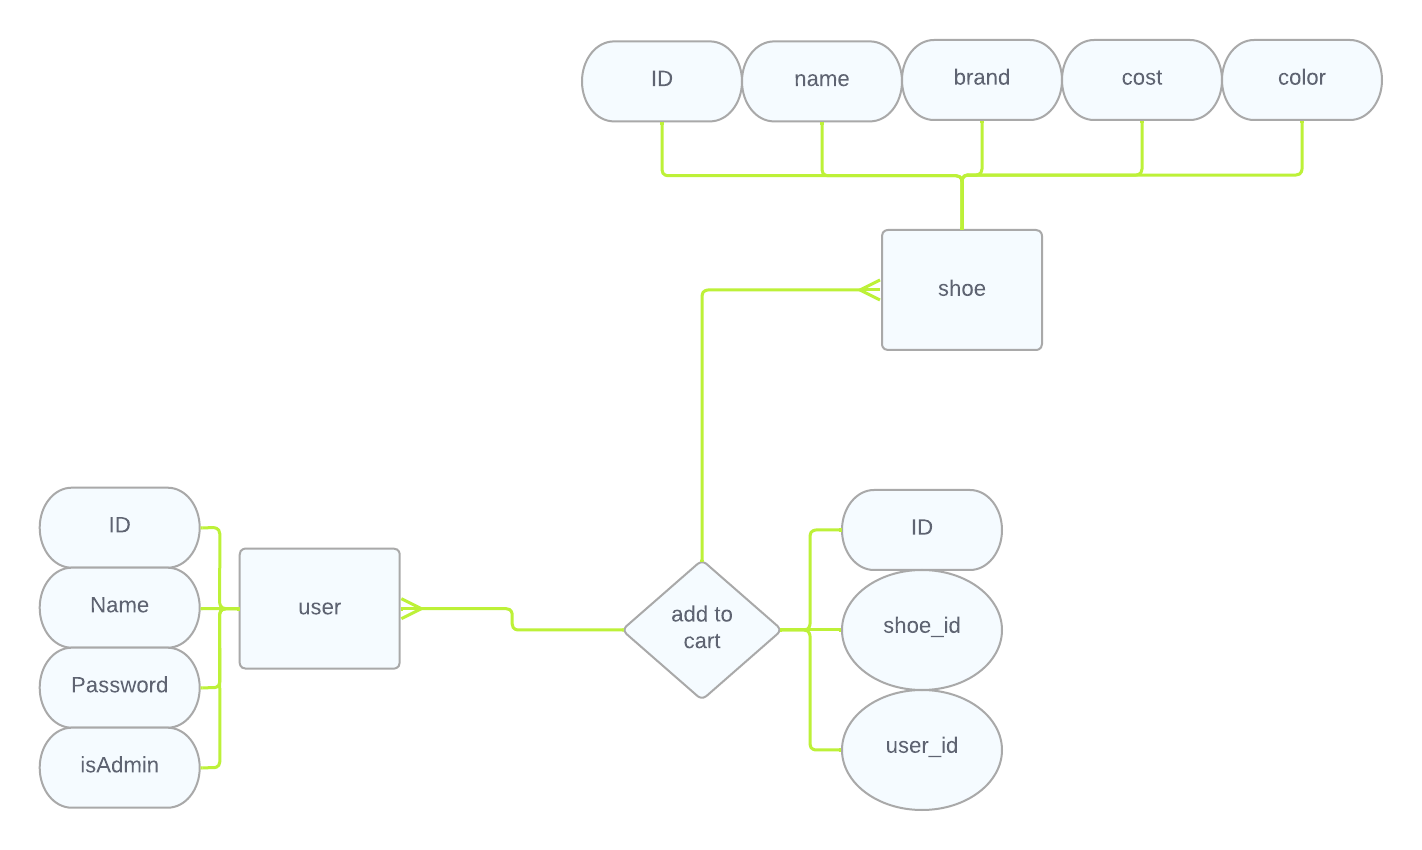 ID
name
brand
cost
color
shoe
ID
Name
Password
isAdmin
user
add to
cart
ID
shoe_id
user_id